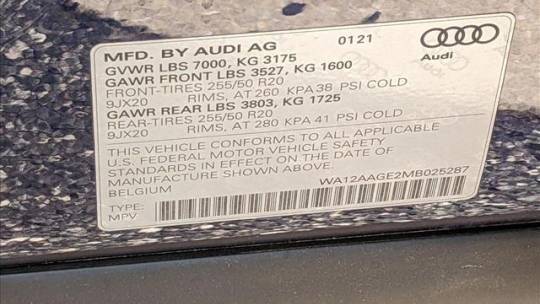 MFD. BY AUDI AG 01 21
GVWR LBS 7000, KG 3175
GAWR FRONT LBS 3527, KG 1600
FRONT-TIRES 255/50 R20
9JX20 RIMS, AT 260 KPA 38 PSI COLD
GAWR REAR LBS 3803, KG 1725
REAR-TIRES 255/50 R20
9JX20 RIMS, AT 280 KPA 41 PSI COLD
THIS VEHICLE CONFORMS TO ALL APPLICABLE
U.S. FEDERAL MOTOR VEHICLE SAFETY
STANDARDS IN EFFECT ON THE DATE OF
MANUFACTURE SHOWN ABOVE.
BELGIUM WA12AAGE2MB025287
TYPE:
MPV
Audi